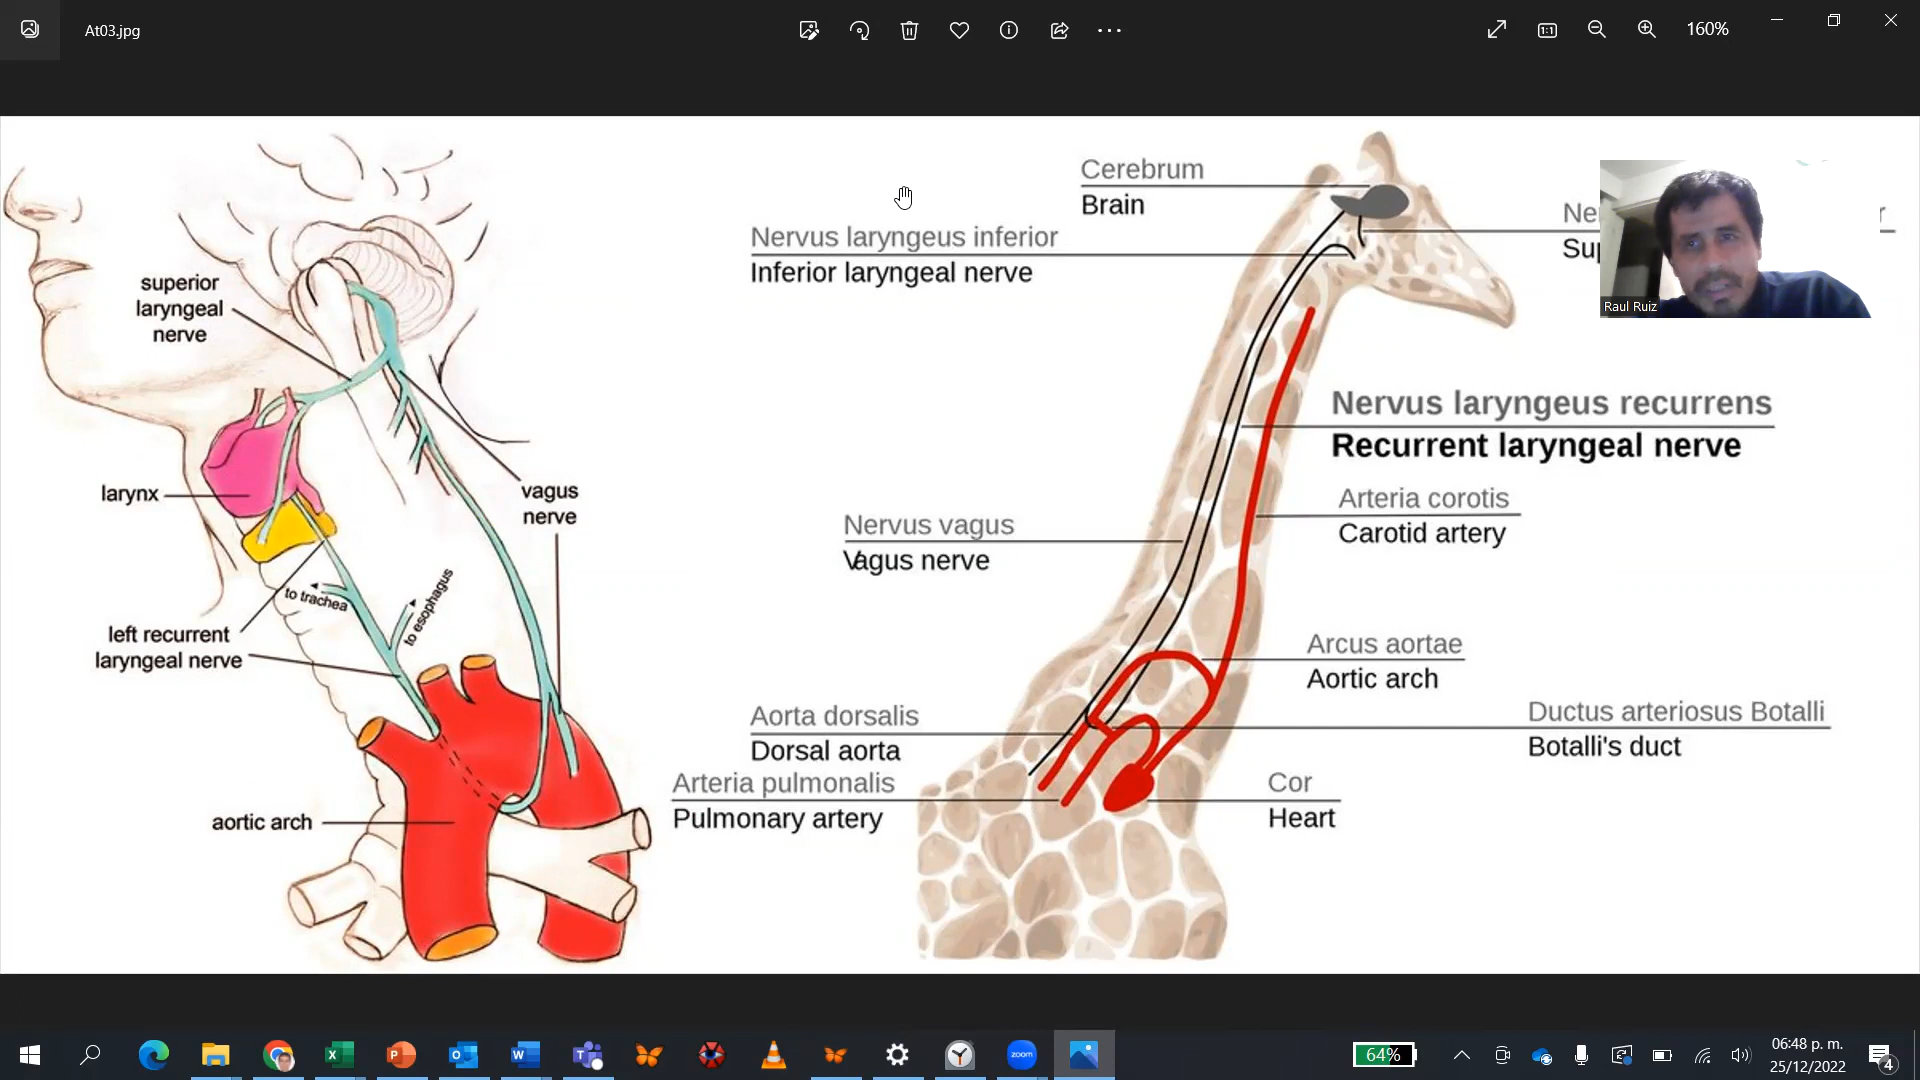 At03.jpg
160%
superior
laryngeal
nerve
larynx
vagus
nerve
to trachea
to esophagus
left recurrent
laryngeal nerve
aortic arch
Cerebrum
Brain
Nervus laryngeus inferior
Inferior laryngeal nerve
Raul Ruiz
Nervus laryngeus recurrens
Recurrent laryngeal nerve
Arteria corotis
Carotid artery
Nervus vagus
Vagus nerve
Arcus aortae
Aortic arch
Aorta dorsalis
Dorsal aorta
Ductus arteriosus Botalli
Botalli's duct
Arteria pulmonalis
Pulmonary artery
Cor
Heart
64%
06:48 p. m.
25/12/2022
4
zoom